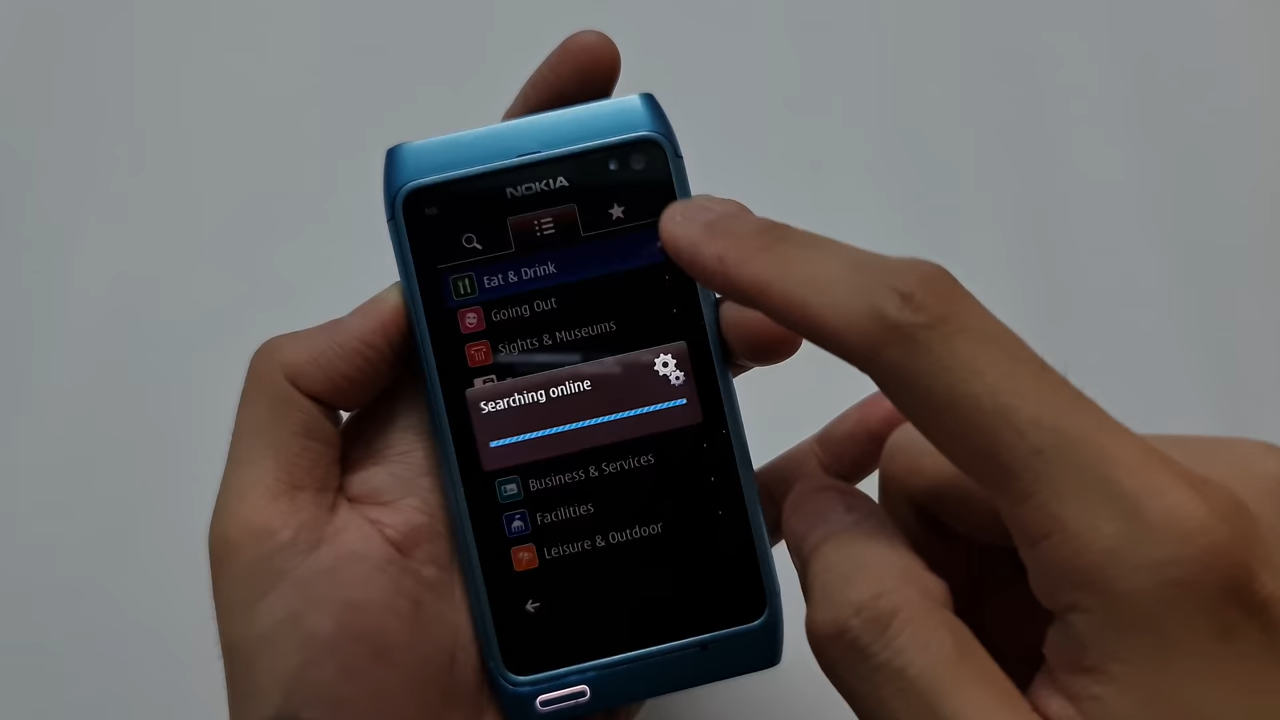 NOKIA
Eat & Drink
Going Out
Sights & Museums
Searching online
Business & Services
Facilities
Leisure & Outdoor